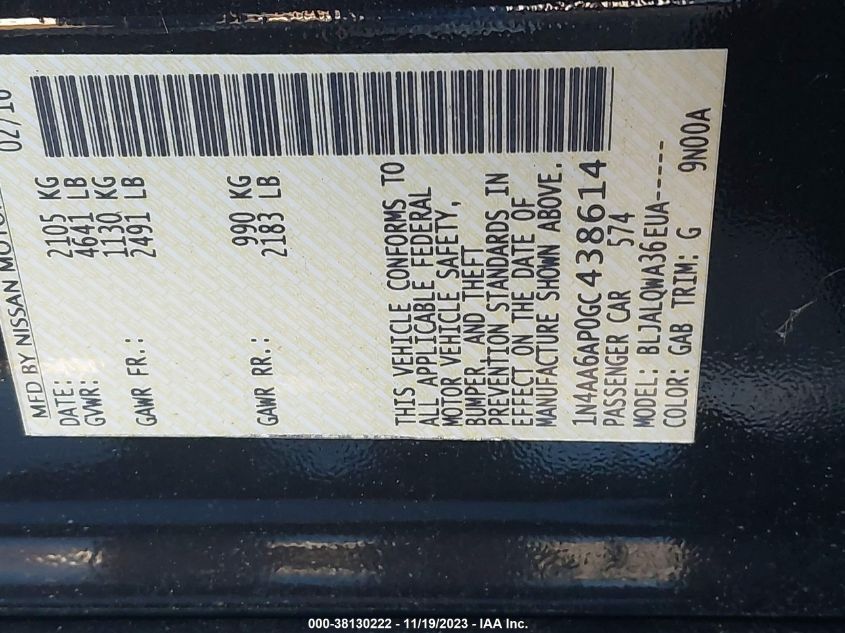 MFD BY NISSAN MOTOR
DATE: 02/16
GVWR: 2105 KG
4641 LB
GAWR FR.: 1130 KG
2491 LB
GAWR RR.: 990 KG
2183 LB
THIS VEHICLE CONFORMS TO
ALL APPLICABLE FEDERAL
MOTOR VEHICLE SAFETY,
BUMPER, AND THEFT
PREVENTION STANDARDS IN
EFFECT ON THE DATE OF
MANUFACTURE SHOWN ABOVE.
1N4AA6AP0GC438614
PASSENGER CAR 574
MODEL: BLJALQWA36EUA-----
COLOR: GAB TRIM: G 9N00A
000-38130222 - 11/19/2023 - IAA Inc.